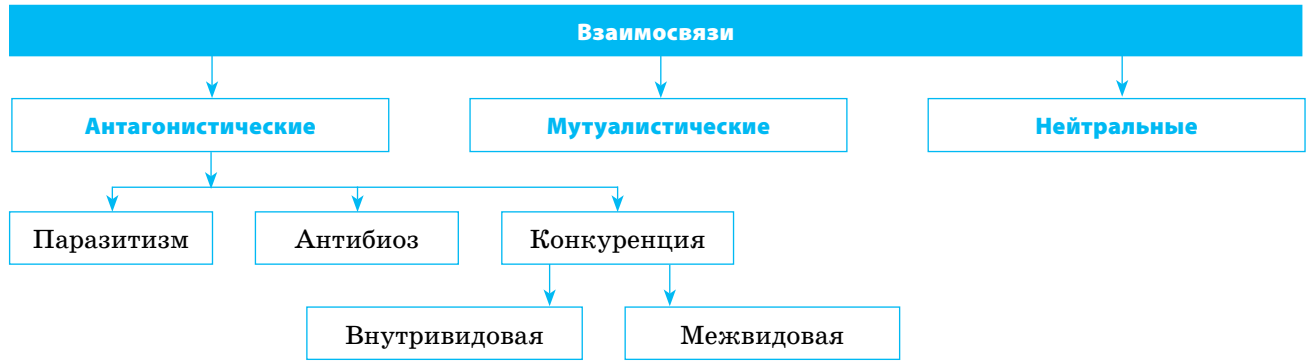 Взаимосвязи
Антагонистические
Мутуалистические
Нейтральные
Паразитизм
Антибиоз
Конкуренция
Внутривидовая
Межвидовая